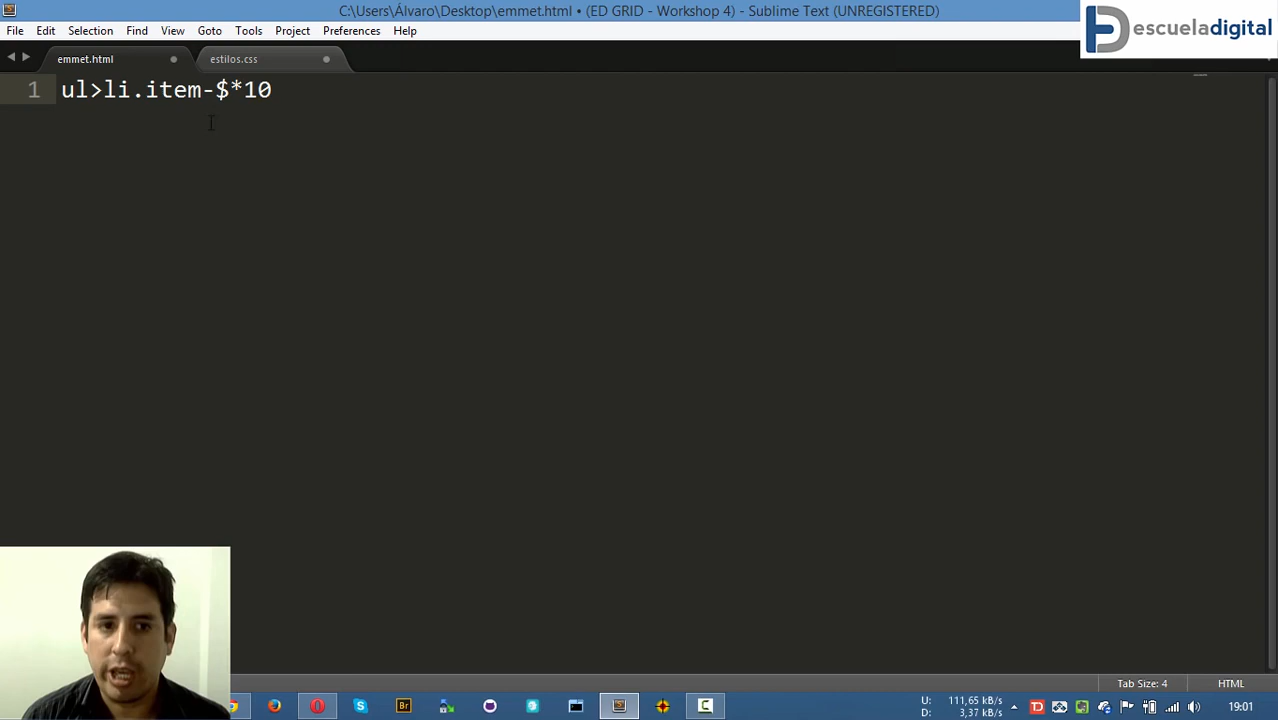 C:\Users\Álvaro\Desktop\emmet.html • (ED GRID - Workshop 4) - Sublime Text (UNREGISTERED)
File Edit Selection Find View Goto Tools Project Preferences Help
escueladigital
emmet.html estilos.css
1 ul>li.item-$*10
Tab Size: 4 HTML
U: 111,65 kB/s
D: 3,37 kB/s
19:01